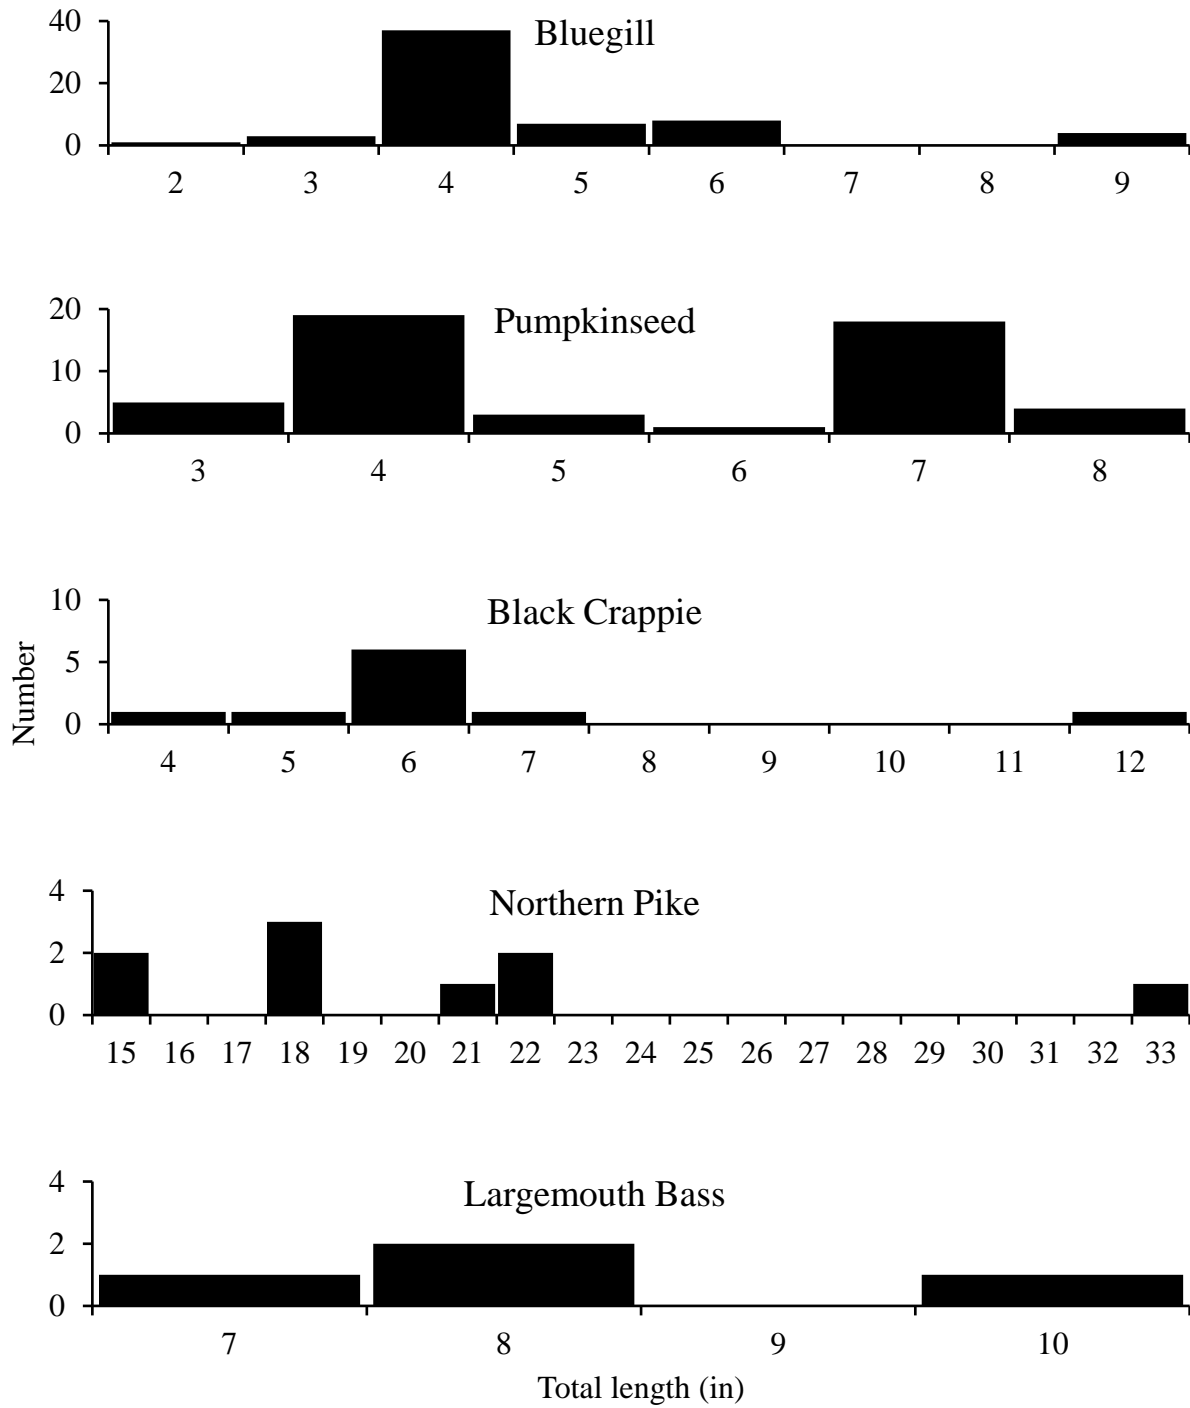 40
Bluegill
20
0
2 3 4 5 6 7 8 9
20
Pumpkinseed
10
0
3 4 5 6 7 8
10
Black Crappie
5
0
4 5 6 7 8 9 10 11 12
Number
4
Northern Pike
2
0
15 16 17 18 19 20 21 22 23 24 25 26 27 28 29 30 31 32 33
4
Largemouth Bass
2
0
7 8 9 10
Total length (in)